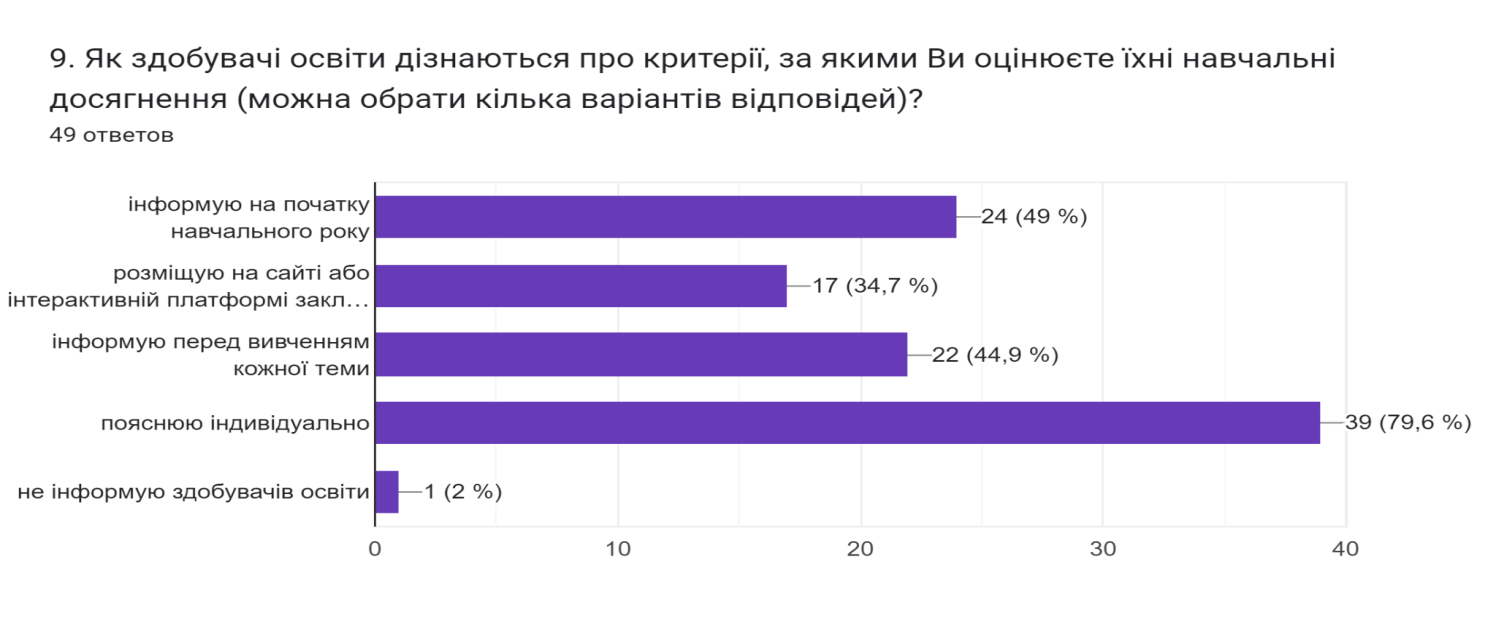 9. Як здобувачі освіти дізнаються про критерії, за якими Ви оцінюєте їхні навчальні
досягнення (можна обрати кілька варіантів відповідей)?
49 ответов
інформую на початку
навчального року
24 (49 %)
розміщую на сайті або
інтерактивній платформі закл…
17 (34,7 %)
інформую перед вивченням
кожної теми
22 (44,9 %)
пояснюю індивідуально
39 (79,6 %)
не інформую здобувачів освіти
1 (2 %)
0 10 20 30 40